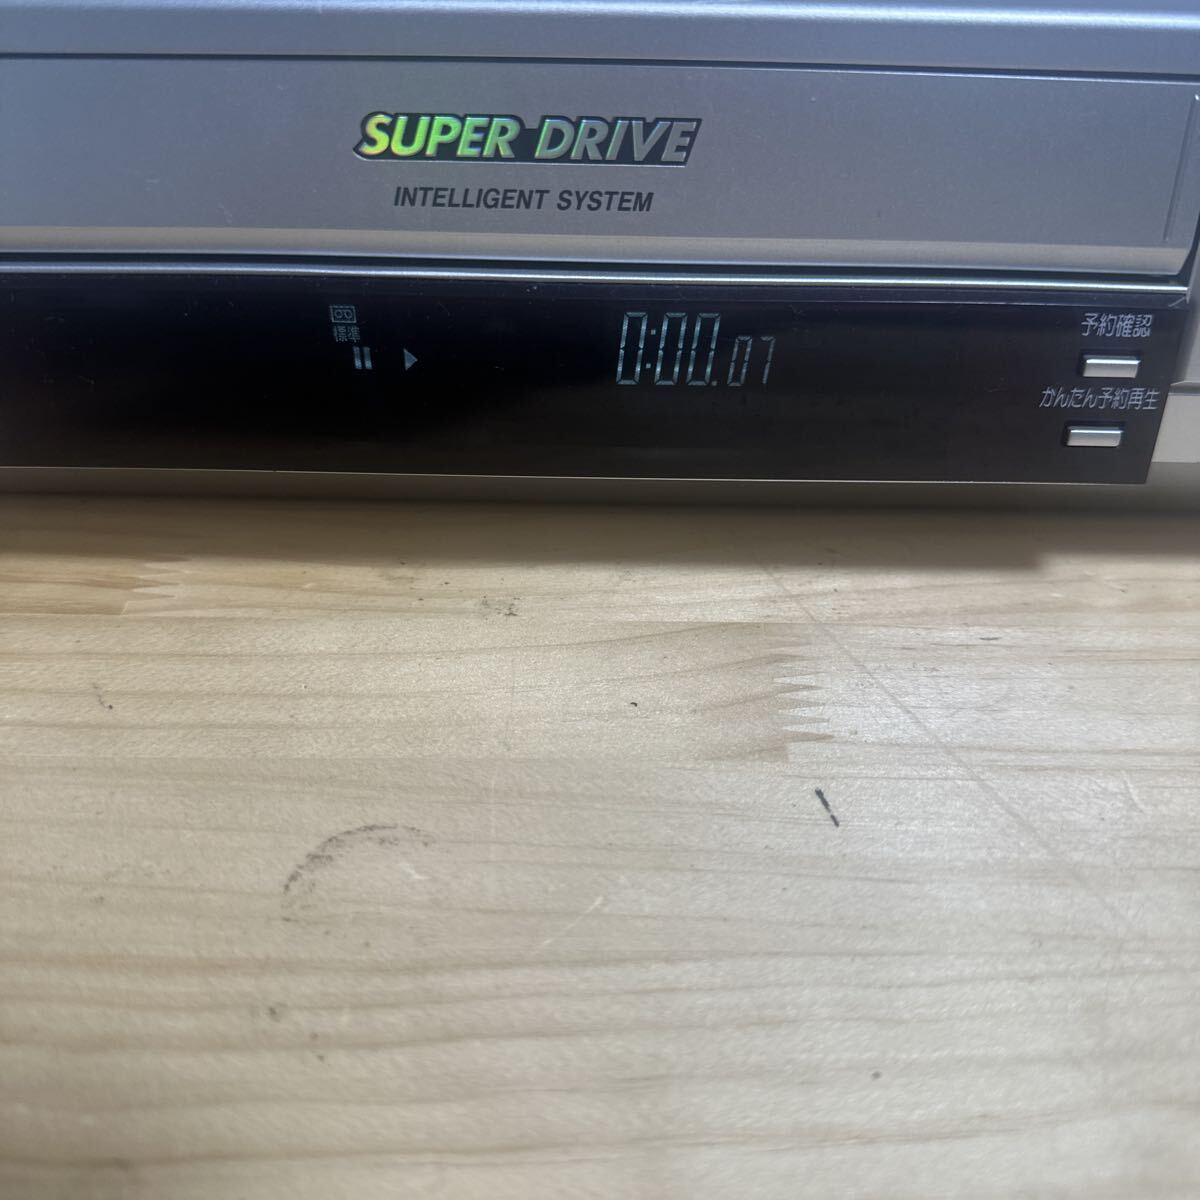 SUPER DRIVE
INTELLIGENT SYSTEM
標準
0:00.07
予約確認
かんたん予約再生